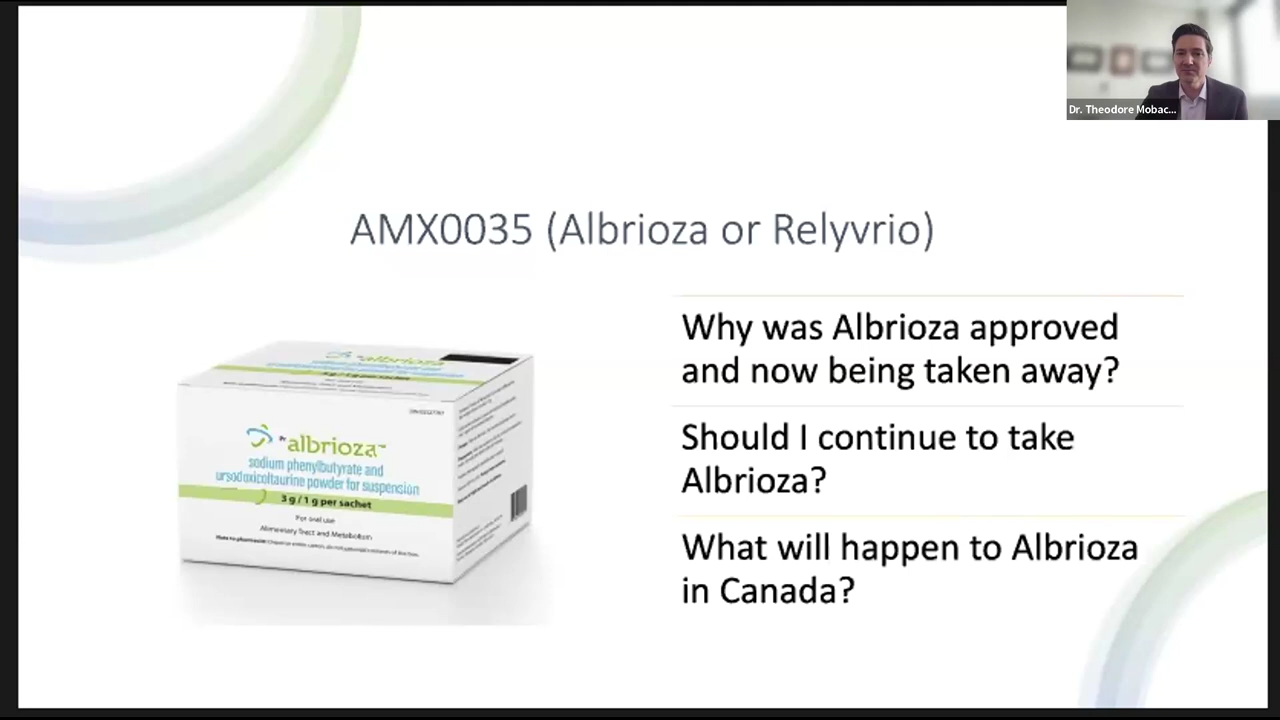 Dr. Theodore Mobac...
AMX0035 (Albrioza or Relyvrio)
albrioza
Pr albrioza™
sodium phenylbutyrate and
ursodoxicoltaurine powder for suspension
3 g / 1 g per sachet
For oral use
Alimentary Tract and Metabolism
Why was Albrioza approved
and now being taken away?
Should I continue to take
Albrioza?
What will happen to Albrioza
in Canada?